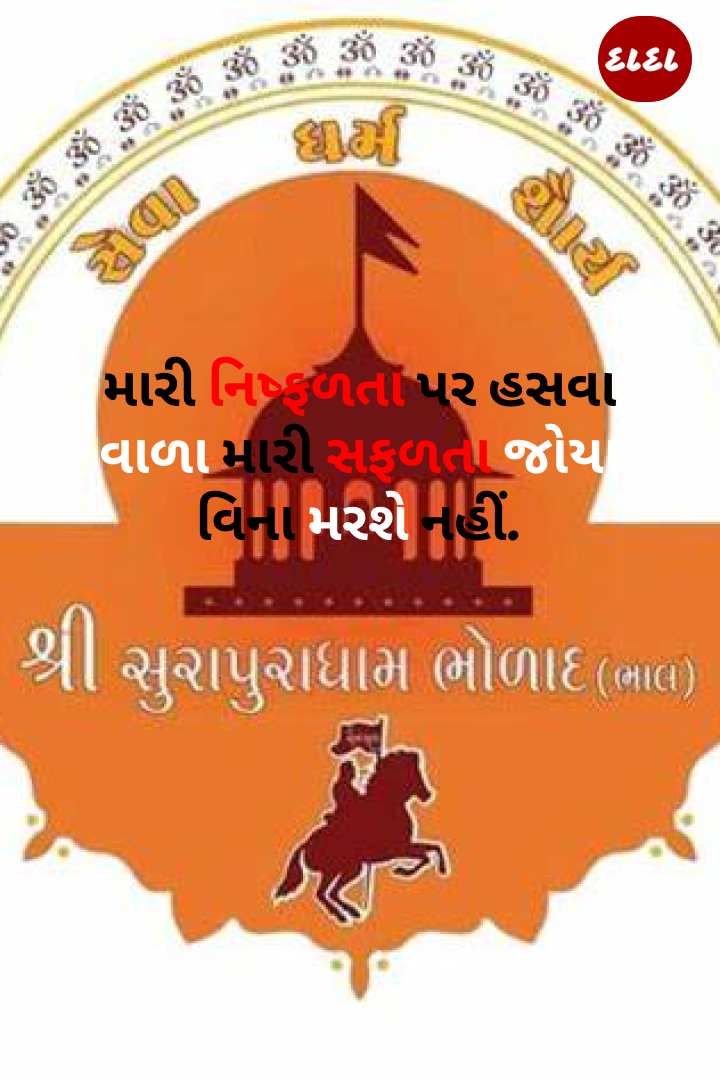 દાદા
ૐ ૐ ૐ ૐ ૐ ૐ ૐ ૐ ૐ ૐ ૐ ૐ ૐ ૐ
સેવા ધર્મ શૌર્ય
મારી નિષ્ફળતા પર હસવા
વાળા મારી સફળતા જોયા
વિના મરશે નહીં.
શ્રી સુરાપુરાધામ ભોળાદ (ભાલ)